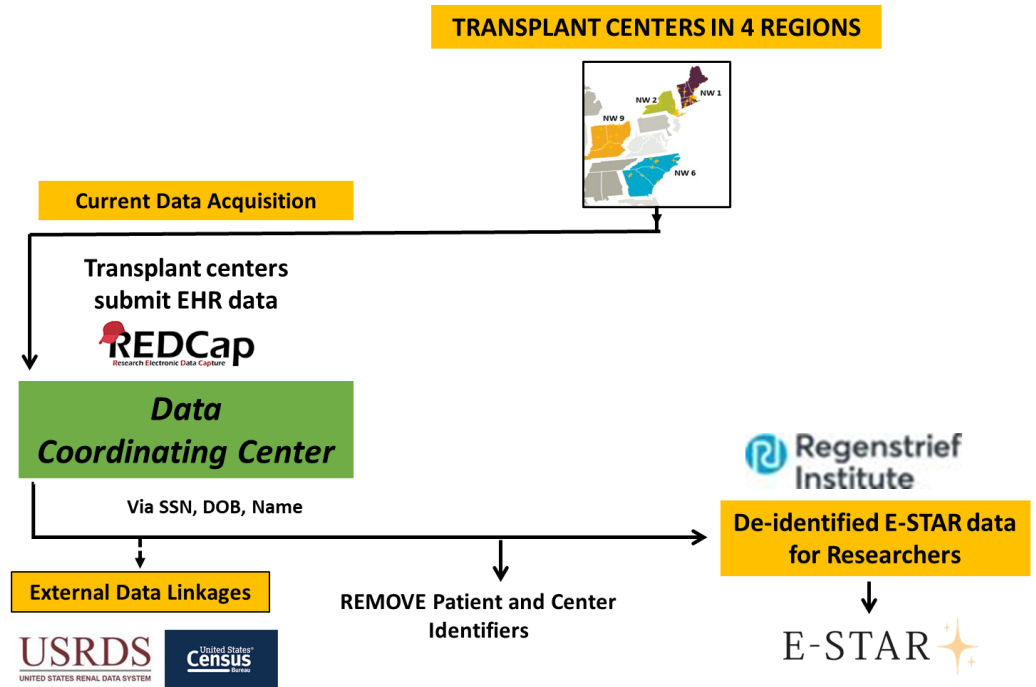 TRANSPLANT CENTERS IN 4 REGIONS
NW 1
NW 2
NW 9
NW 6
Current Data Acquisition
Transplant centers
submit EHR data
REDCap
Research Electronic Data Capture
Data
Coordinating Center
Via SSN, DOB, Name
Regenstrief
Institute
De-identified E-STAR data
for Researchers
External Data Linkages
REMOVE Patient and Center
Identifiers
USRDS
UNITED STATES RENAL DATA SYSTEM
United States®
Census
Bureau
E-STAR